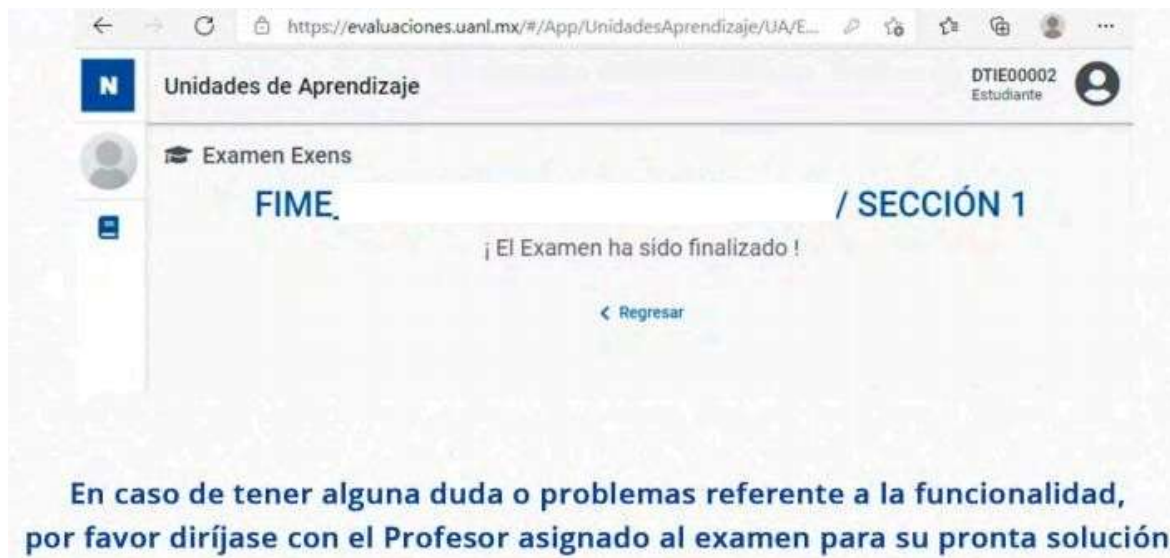 https://evaluaciones.uanl.mx/#/App/UnidadesAprendizaje/UA/E...
N
Unidades de Aprendizaje
DTIE00002
Estudiante
Examen Exens
FIME_ / SECCIÓN 1
¡ El Examen ha sido finalizado !
Regresar
En caso de tener alguna duda o problemas referente a la funcionalidad,
por favor diríjase con el Profesor asignado al examen para su pronta solución